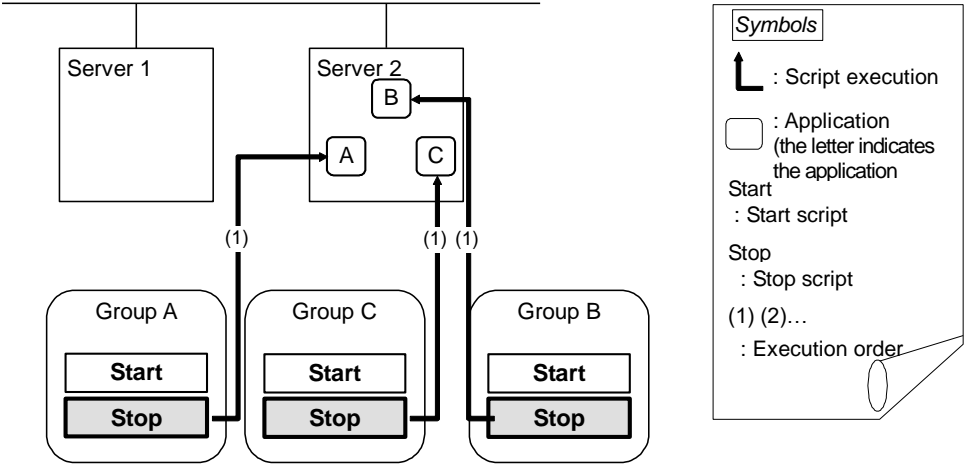 Server 1
Server 2
B
A
C
(1)
(1)
(1)
Group A
Start
Stop
Group C
Start
Stop
Group B
Start
Stop
Symbols
: Script execution
: Application
(the letter indicates
the application
Start
: Start script
Stop
: Stop script
(1) (2)…
: Execution order